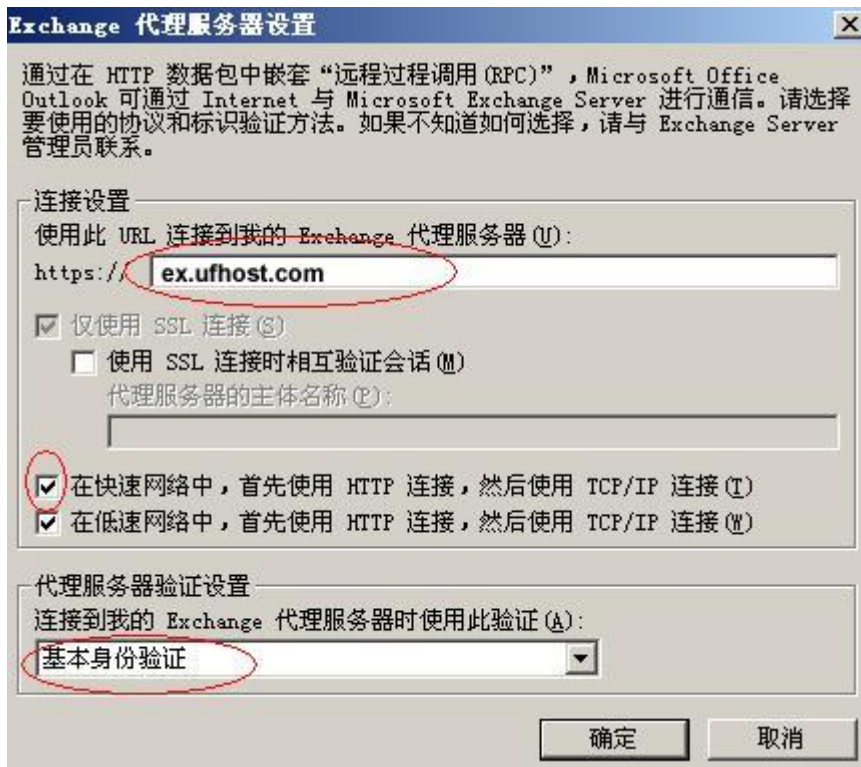 Exchange 代理服务器设置
通过在 HTTP 数据包中嵌套“远程过程调用(RPC)”，Microsoft Office
Outlook 可通过 Internet 与 Microsoft Exchange Server 进行通信。请选择
要使用的协议和标识验证方法。如果不知道如何选择，请与 Exchange Server
管理员联系。
连接设置
使用此 URL 连接到我的 Exchange 代理服务器(U):
https:// ex.ufhost.com
仅使用 SSL 连接(S)
使用 SSL 连接时相互验证会话(M)
代理服务器的主体名称(P):
在快速网络中，首先使用 HTTP 连接，然后使用 TCP/IP 连接(T)
在低速网络中，首先使用 HTTP 连接，然后使用 TCP/IP 连接(W)
代理服务器验证设置
连接到我的 Exchange 代理服务器时使用此验证(A):
基本身份验证
确定 取消